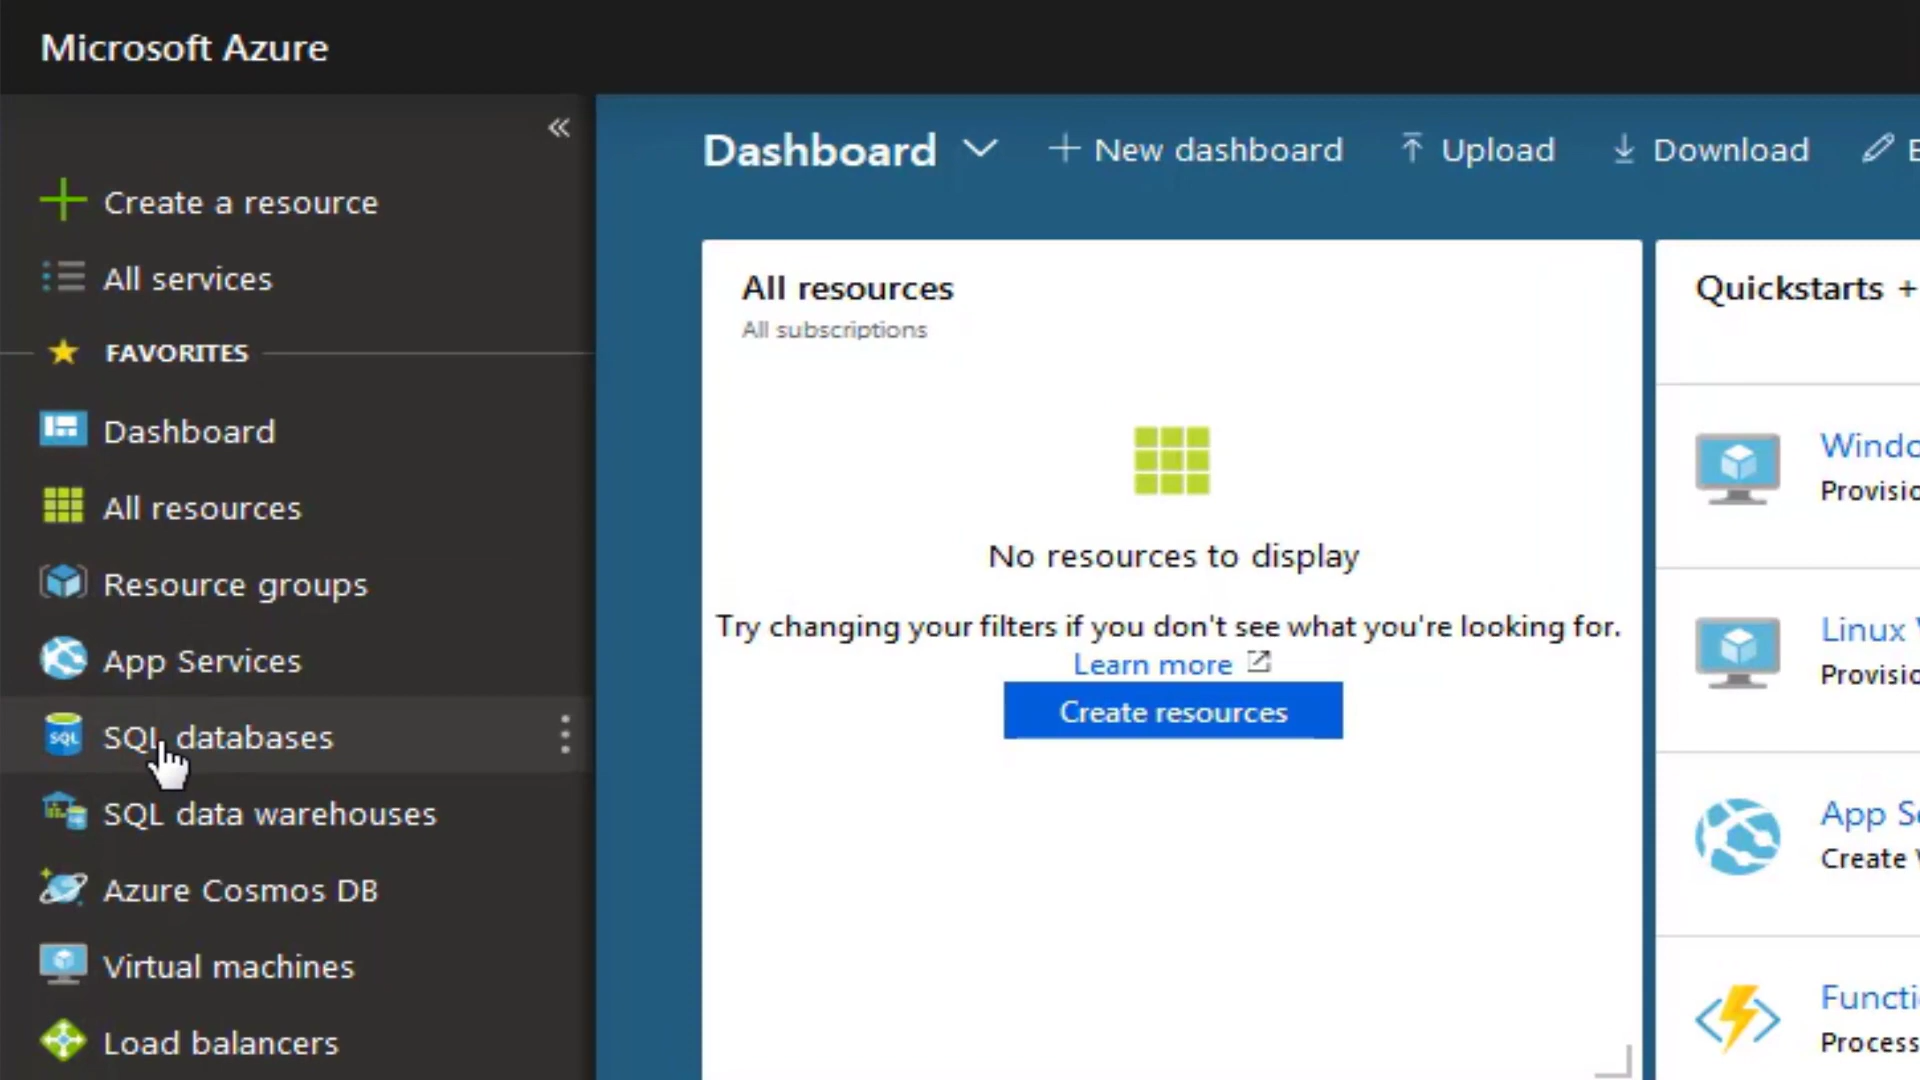 Microsoft Azure
Create a resource
All services
FAVORITES
Dashboard
All resources
Resource groups
App Services
SQL databases
SQL data warehouses
Azure Cosmos DB
Virtual machines
Load balancers
Dashboard
New dashboard
Upload
Download
All resources
All subscriptions
No resources to display
Try changing your filters if you don't see what you're looking for.
Learn more
Create resources
Quickstarts +
Linux
App
Create
Process